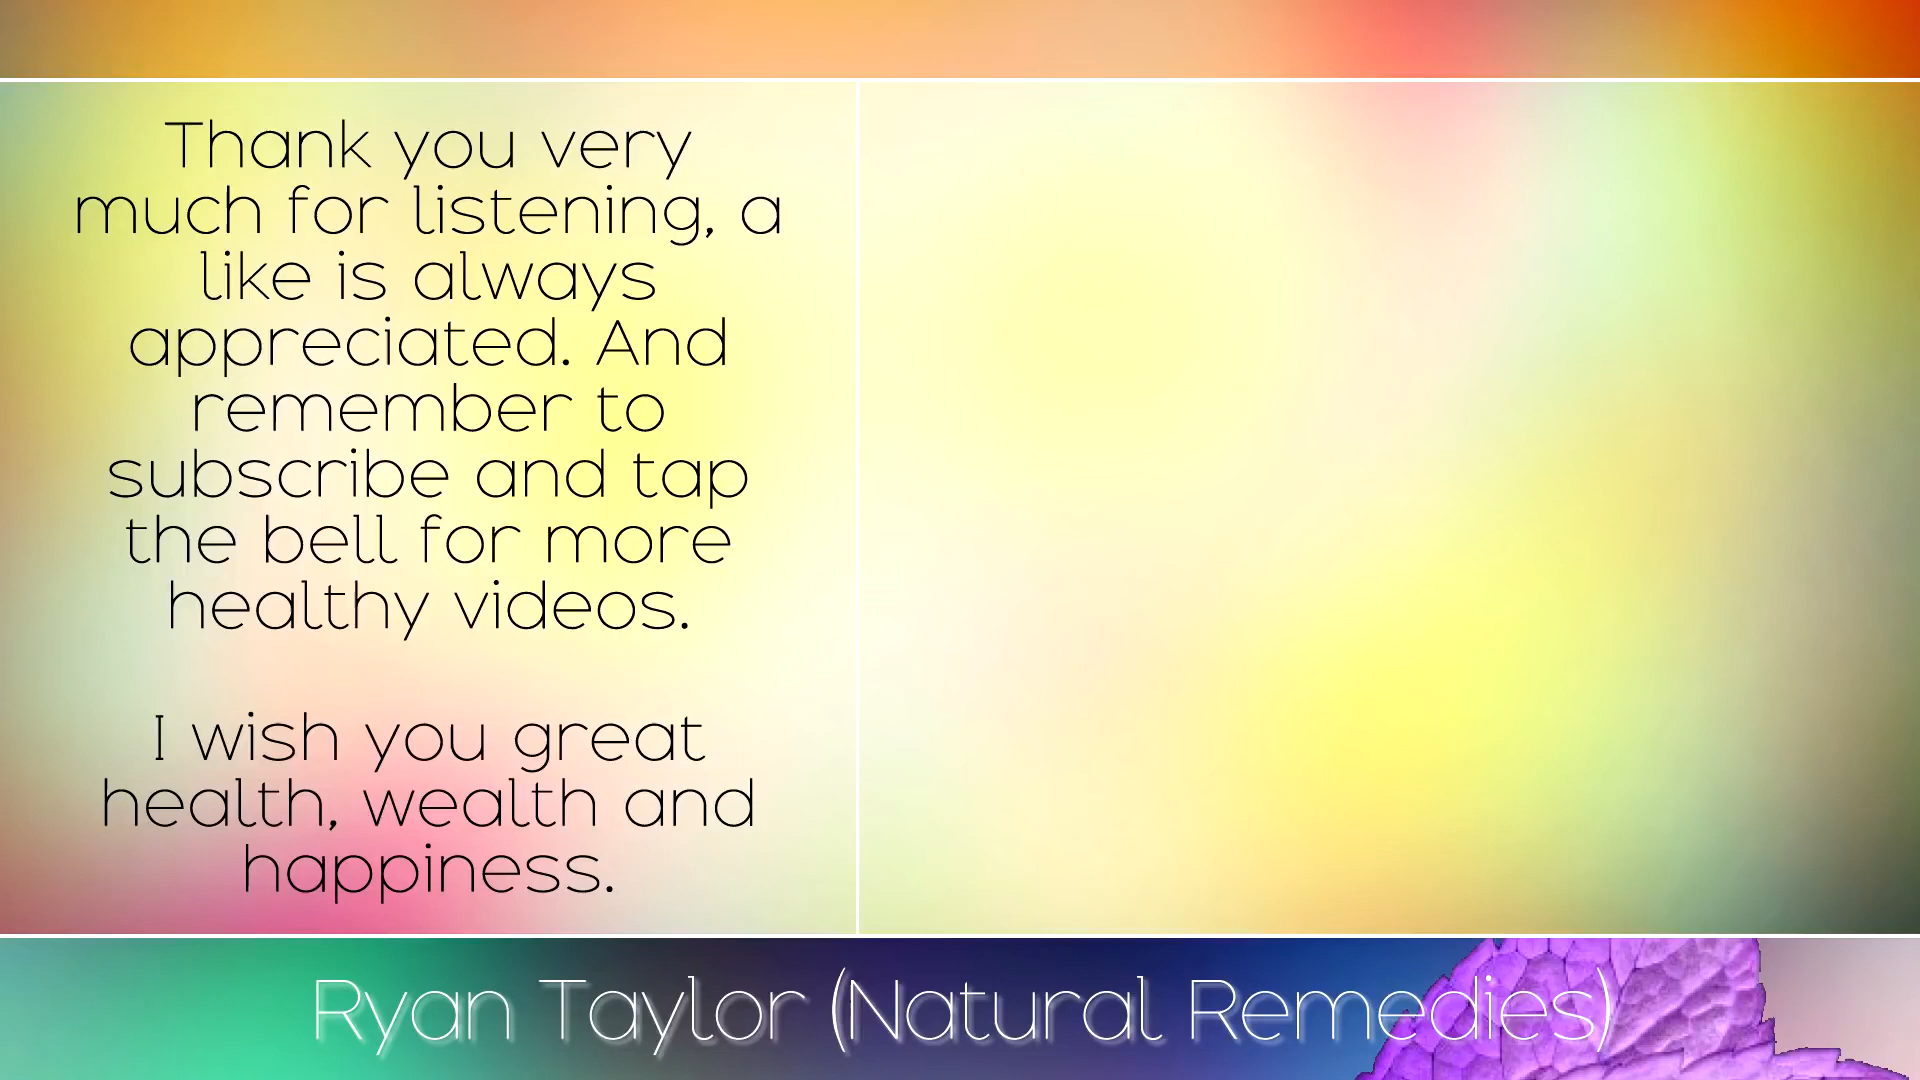 Thank you very
much for listening, a
like is always
appreciated. And
remember to
subscribe and tap
the bell for more
healthy videos.
I wish you great
health, wealth and
happiness.
Ryan Taylor (Natural Remedies)